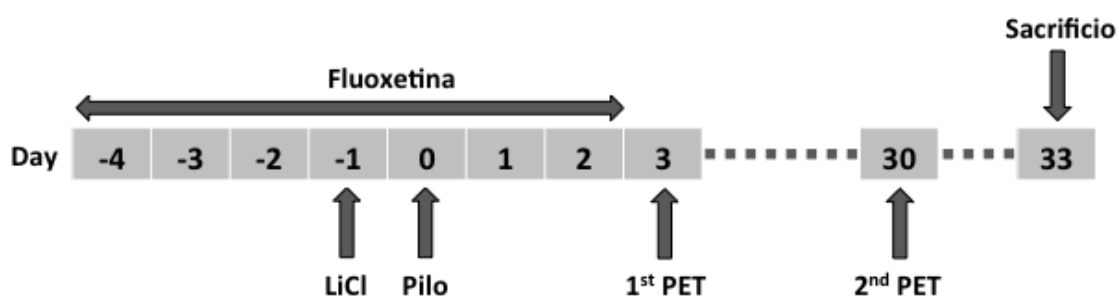 Sacrificio
Fluoxetina
Day -4 -3 -2 -1 0 1 2 3 30 33
LiCl Pilo 1st PET 2nd PET